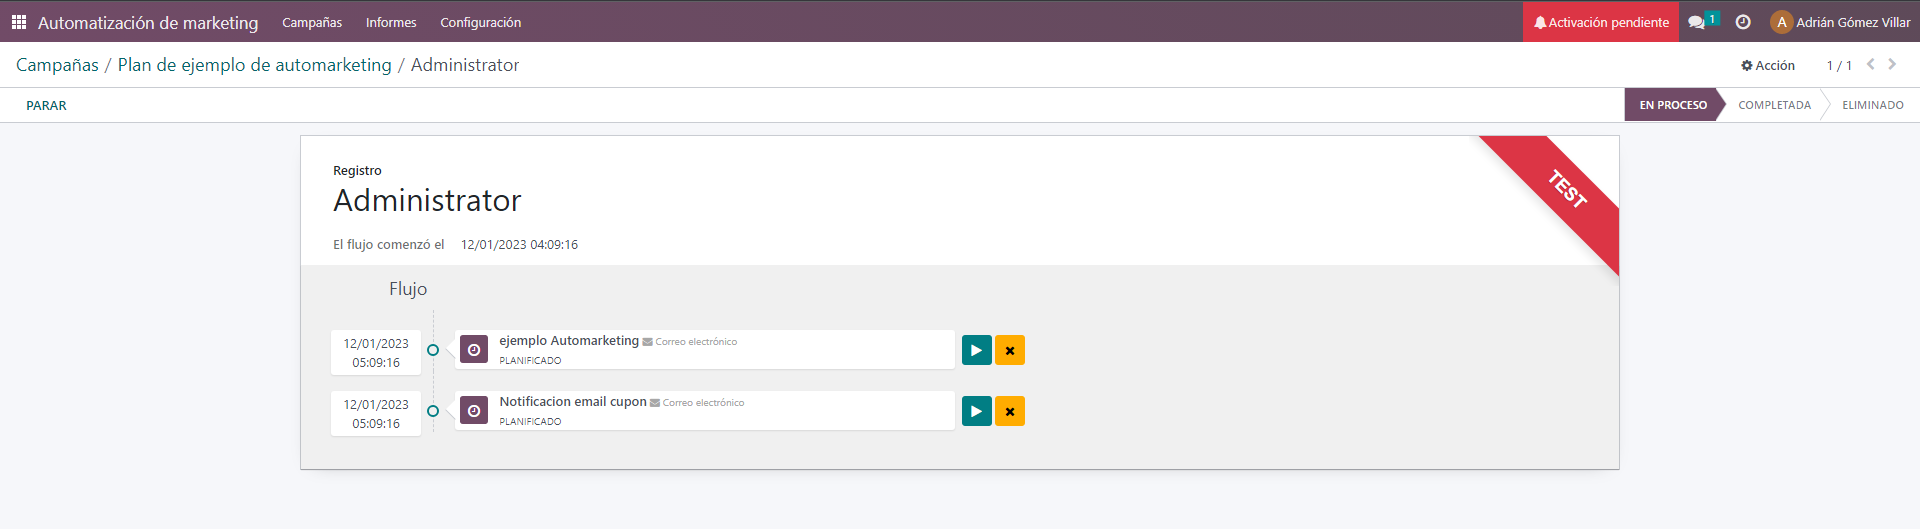 Automatización de marketing Campañas Informes Configuración Activación pendiente 1 A Adrián Gómez Villar
Campañas / Plan de ejemplo de automarketing / Administrator Acción 1 / 1
PARAR EN PROCESO COMPLETADA ELIMINADO
TEST
Registro
Administrator
El flujo comenzó el 12/01/2023 04:09:16
Flujo
12/01/2023
05:09:16
ejemplo Automarketing Correo electrónico
PLANIFICADO
12/01/2023
05:09:16
Notificacion email cupon Correo electrónico
PLANIFICADO